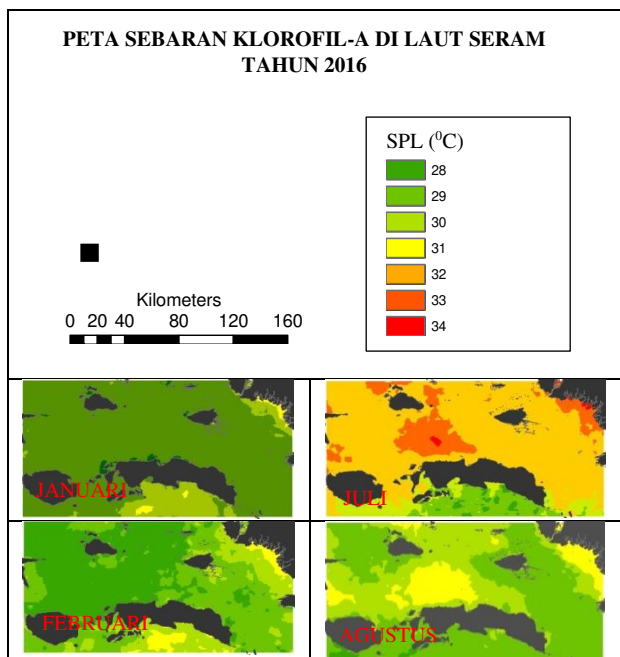 PETA SEBARAN KLOROFIL-A DI LAUT SERAM
TAHUN 2016
SPL (⁰C)
28
29
30
31
32
33
34
Kilometers
0 20 40 80 120 160
JANUARI
JULI
FEBRUARI
AGUSTUS